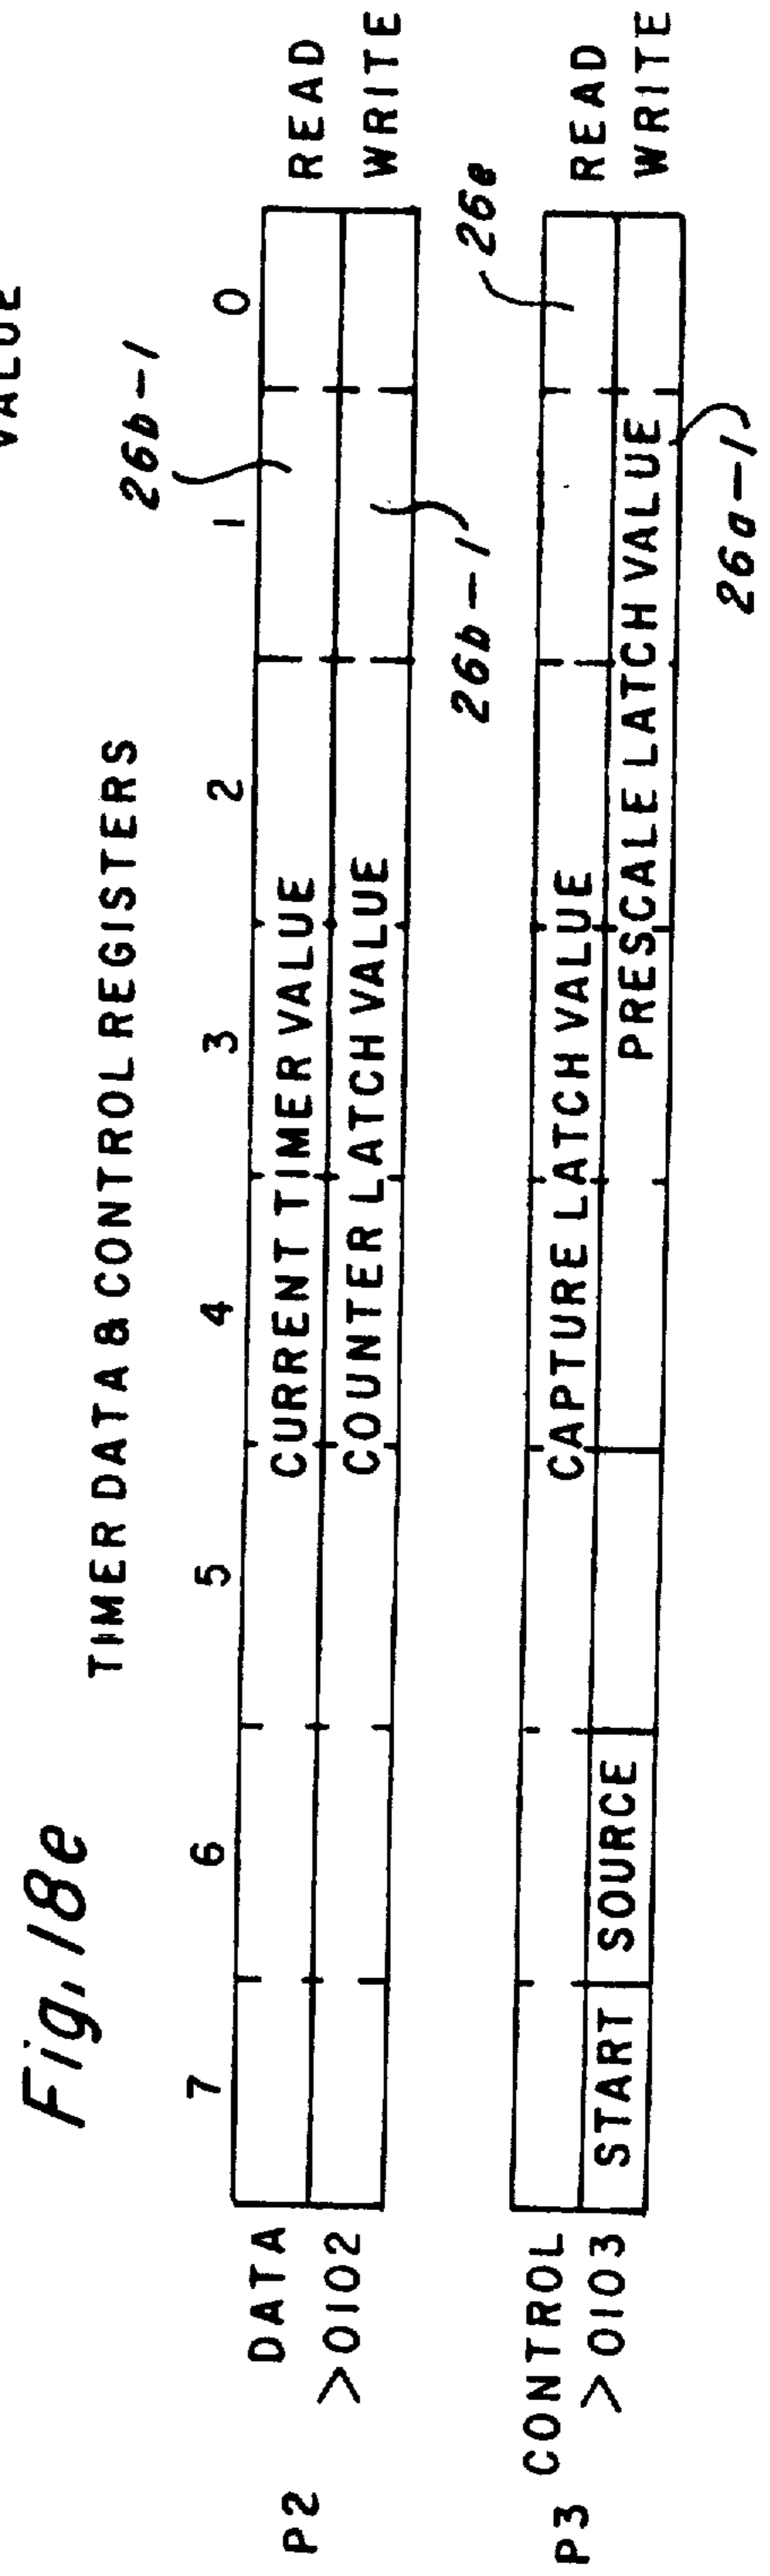 VALUE
Fig. 18e
TIMER DATA & CONTROL REGISTERS
7 6 5 4 3 2 1 0
26b-1
P2 DATA >0102
CURRENT TIMER VALUE READ
COUNTER LATCH VALUE WRITE
26b-1
26e
P3 CONTROL >0103
CAPTURE LATCH VALUE READ
START SOURCE PRESCALE LATCH VALUE WRITE
26a-1